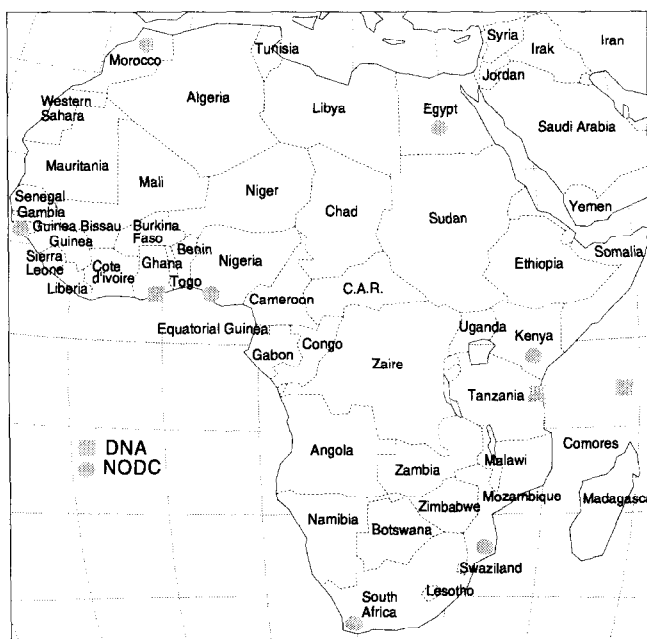 Syria
Iran
Irak
Tunisia
Morocco
Jordan
Algeria
Libya
Egypt
Western
Sahara
Saudi Arabia
Mauritania
Mali
Niger
Chad
Sudan
Yemen
Senegal
Gambia
Guinea Bissau
Guinea
Burkina
Faso
Benin
Nigeria
Ethiopia
Somalia
Sierra
Leone
Liberia
Cote
d'ivoire
Ghana
Togo
Cameroon
C.A.R.
Equatorial Guinea
Gabon
Congo
Zaire
Uganda
Kenya
Tanzania
DNA
NODC
Angola
Zambia
Malawi
Comores
Mozambique
Madagasca
Namibia
Botswana
Zimbabwe
Swaziland
South
Africa
Lesotho